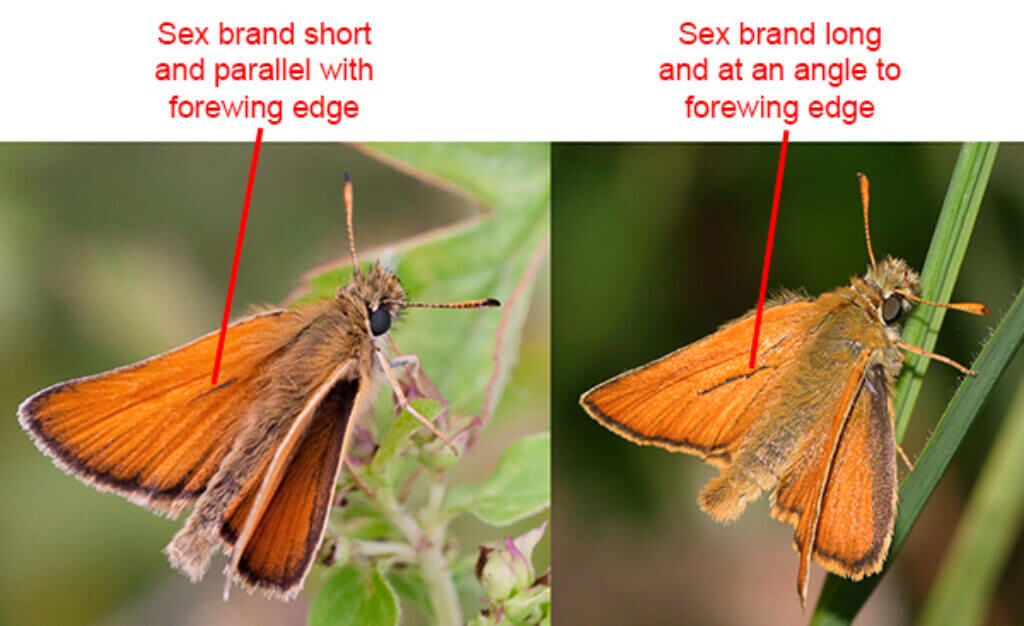 Sex brand short
and parallel with
forewing edge
Sex brand long
and at an angle to
forewing edge